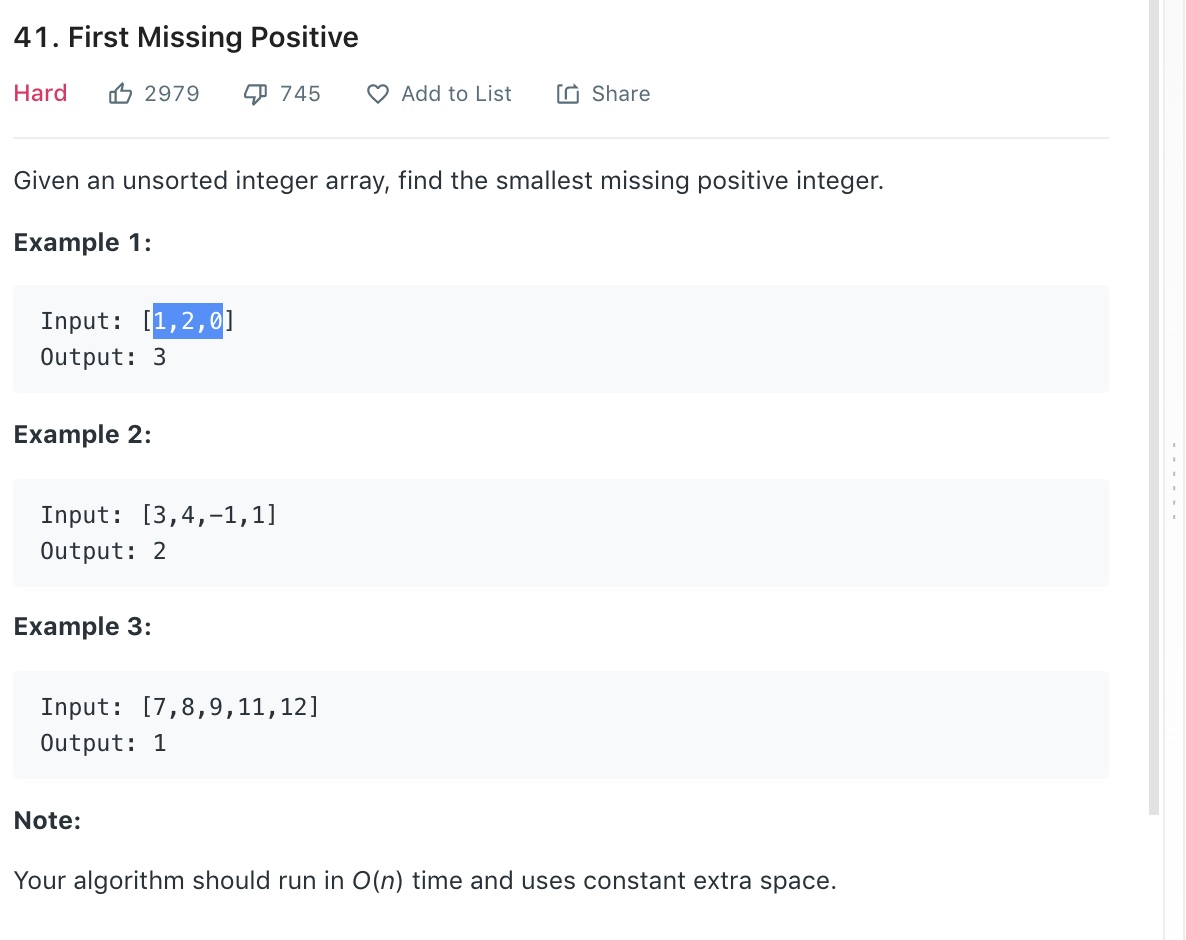 41. First Missing Positive
Hard 2979 745 Add to List Share
Given an unsorted integer array, find the smallest missing positive integer.
Example 1:
Input: [1,2,0]
Output: 3
Example 2:
Input: [3,4,−1,1]
Output: 2
Example 3:
Input: [7,8,9,11,12]
Output: 1
Note:
Your algorithm should run in O(n) time and uses constant extra space.